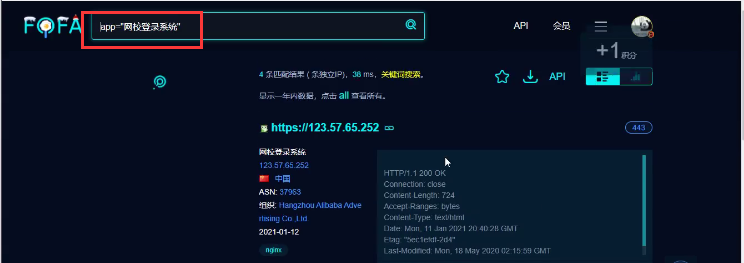 FOFA
app="网校登录系统"
API
会员
+1积分
4 条匹配结果 ( 条独立IP)，38 ms，关键词搜索。
API
显示一年内数据，点击 all 查看所有。
https://123.57.65.252
443
网校登录系统
123.57.65.252
中国
ASN: 37963
组织: Hangzhou Alibaba Adve
rtising Co.,Ltd
2021-01-12
nginx
HTTP/1.1 200 OK
Connection: close
Content-Length: 724
Accept-Ranges: bytes
Content-Type: text/html
Date: Mon, 11 Jan 2021 20:40:28 GMT
Etag: "5ec1efdf-2d4"
Last-Modified: Mon, 18 May 2020 02:15:59 GMT